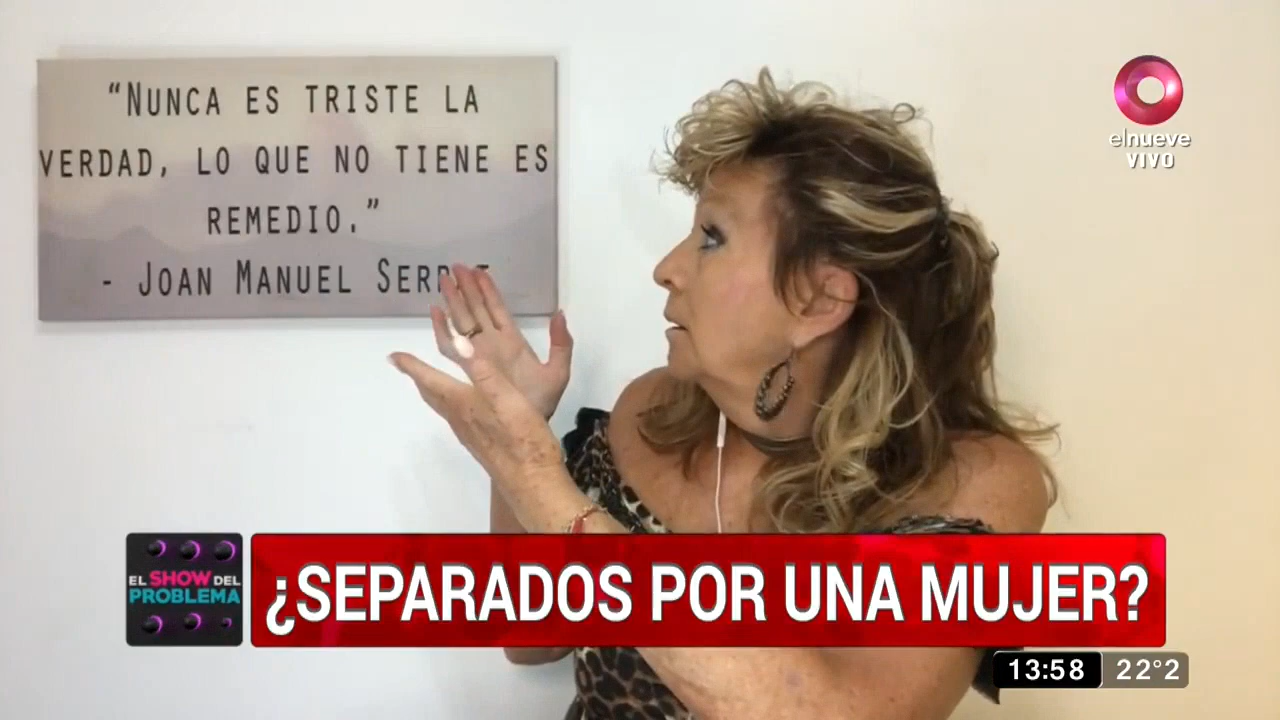 “NUNCA ES TRISTE LA
VERDAD, LO QUE NO TIENE ES
REMEDIO.”
- JOAN MANUEL
elnueve
VIVO
EL SHOW DEL
PROBLEMA
¿SEPARADOS POR UNA MUJER?
13:58 22°2